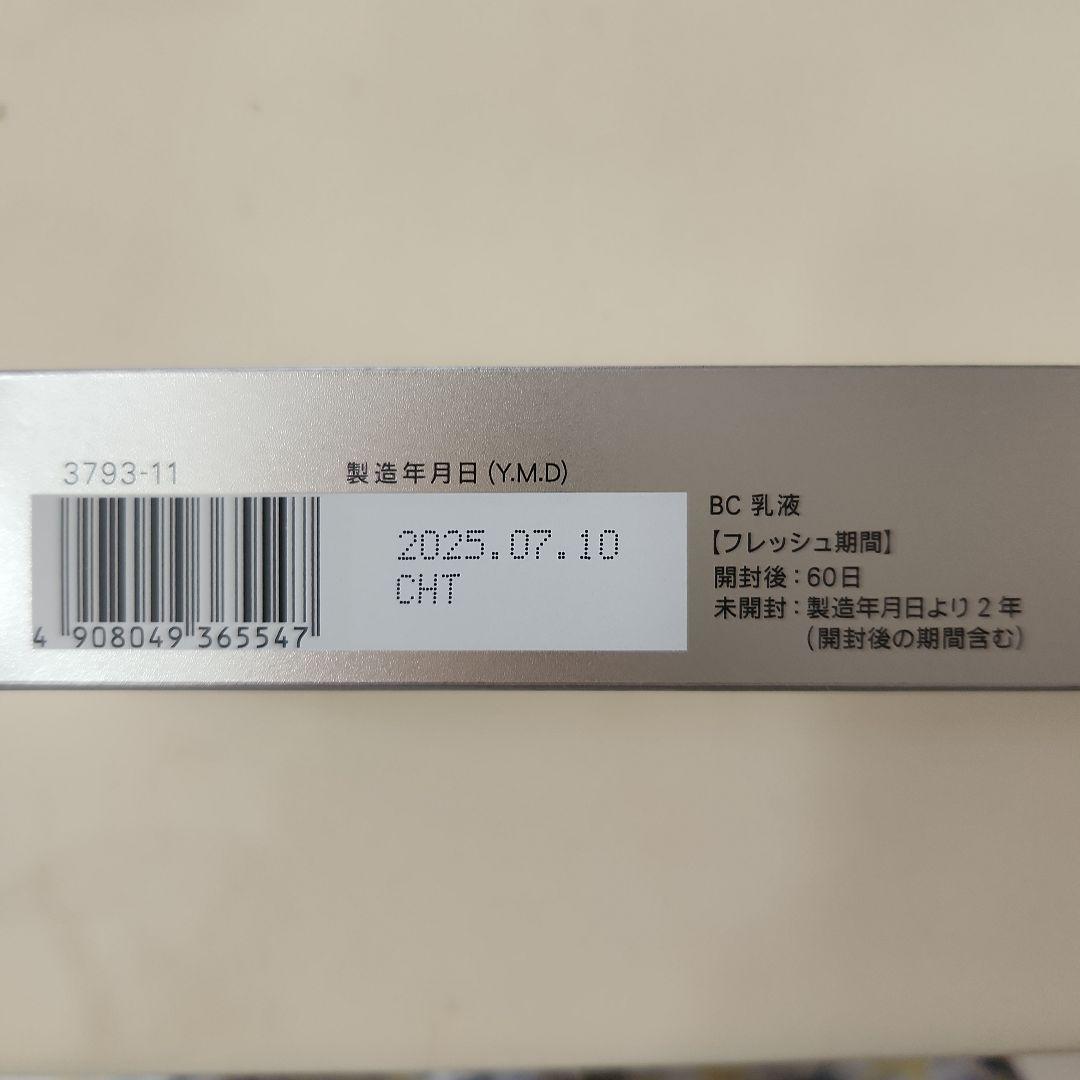 3793-11
製造年月日(Y.M.D)
4 908049 365547
2025.07.10
CHT
BC 乳液
【フレッシュ期間】
開封後:60日
未開封:製造年月日より2年
(開封後の期間含む)